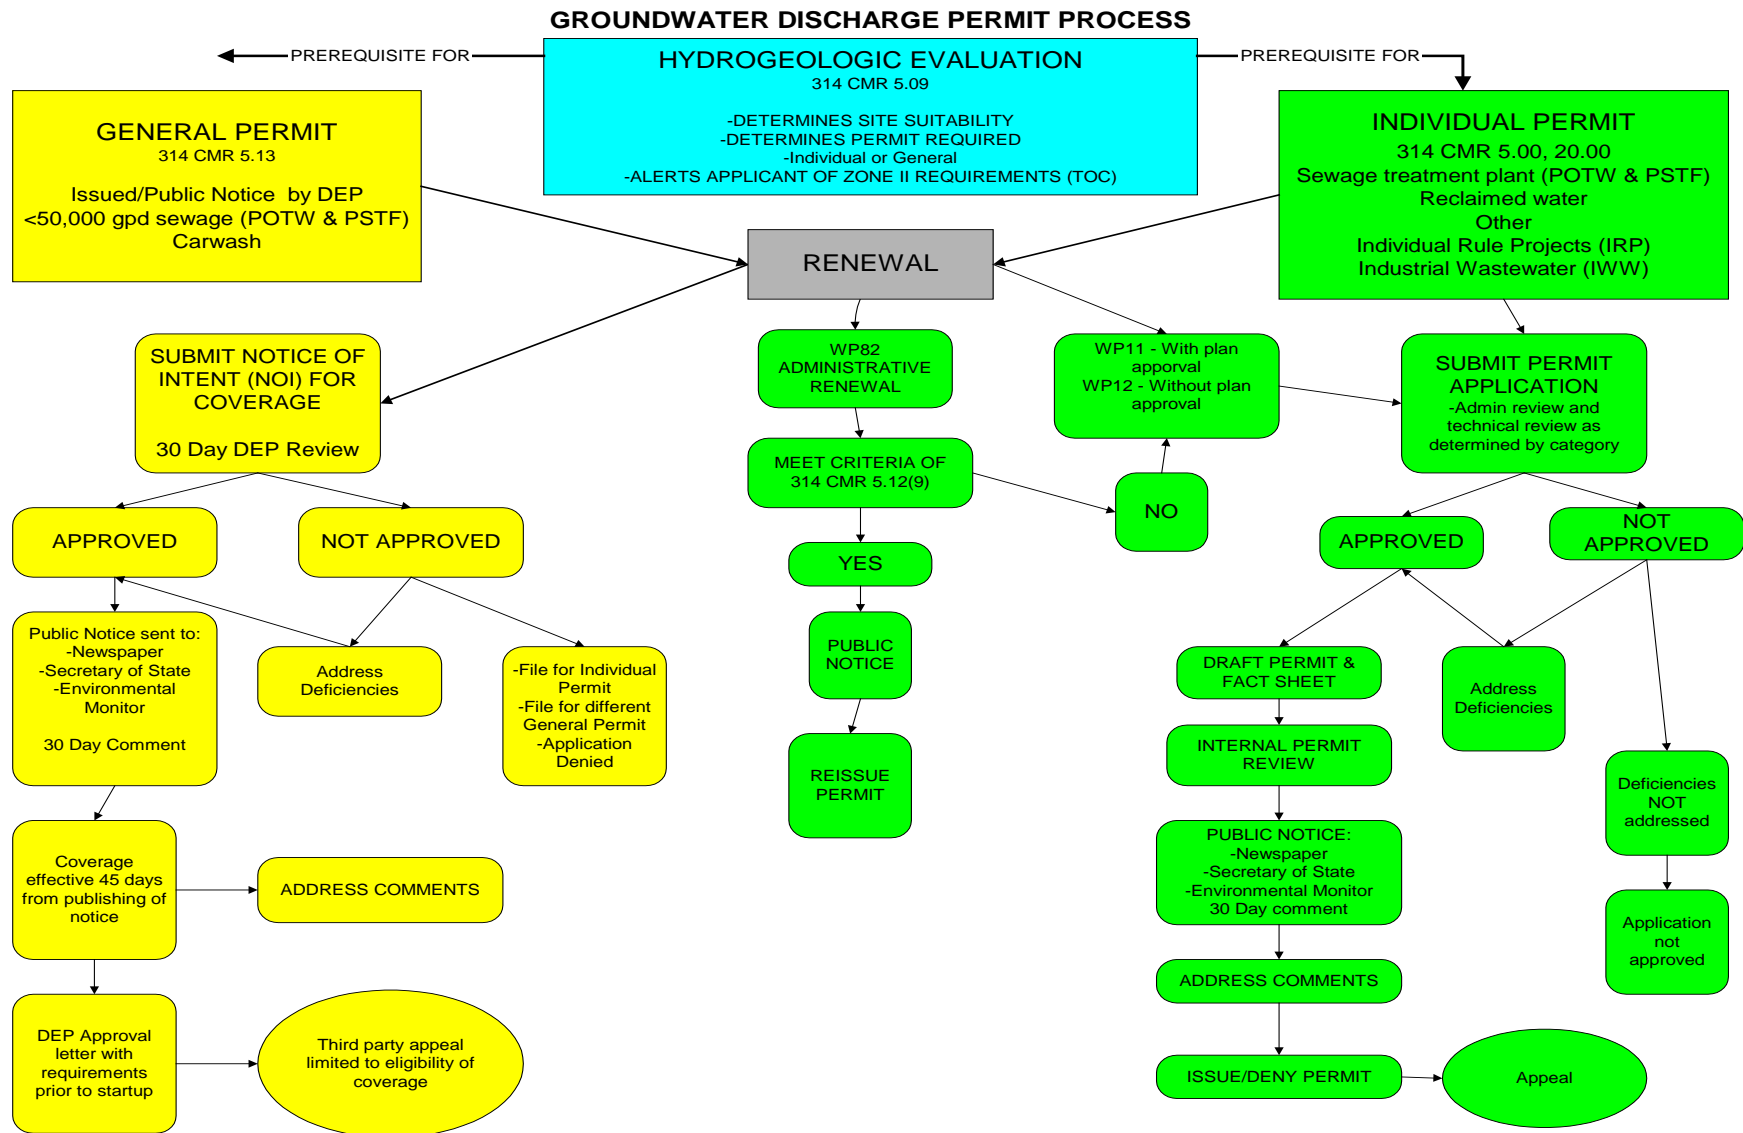 GROUNDWATER DISCHARGE PERMIT PROCESS
PREREQUISITE FOR
HYDROGEOLOGIC EVALUATION
314 CMR 5.09
-DETERMINES SITE SUITABILITY
-DETERMINES PERMIT REQUIRED
-Individual or General
-ALERTS APPLICANT OF ZONE II REQUIREMENTS (TOC)
PREREQUISITE FOR
GENERAL PERMIT
314 CMR 5.13
Issued/Public Notice by DEP
<50,000 gpd sewage (POTW & PSTF)
Carwash
INDIVIDUAL PERMIT
314 CMR 5.00, 20.00
Sewage treatment plant (POTW & PSTF)
Reclaimed water
Other
Individual Rule Projects (IRP)
Industrial Wastewater (IWW)
RENEWAL
SUBMIT NOTICE OF
INTENT (NOI) FOR
COVERAGE
30 Day DEP Review
APPROVED
NOT APPROVED
Public Notice sent to:
-Newspaper
-Secretary of State
-Environmental
Monitor
30 Day Comment
Address
Deficiencies
-File for Individual
Permit
-File for different
General Permit
-Application
Denied
Coverage
effective 45 days
from publishing of
notice
ADDRESS COMMENTS
DEP Approval
letter with
requirements
prior to startup
Third party appeal
limited to eligibility of
coverage
WP82
ADMINISTRATIVE
RENEWAL
MEET CRITERIA OF
314 CMR 5.12(9)
YES
PUBLIC
NOTICE
REISSUE
PERMIT
WP11 - With plan
apporval
WP12 - Without plan
approval
NO
SUBMIT PERMIT
APPLICATION
-Admin review and
technical review as
determined by category
APPROVED
NOT
APPROVED
DRAFT PERMIT &
FACT SHEET
Address
Deficiencies
INTERNAL PERMIT
REVIEW
Deficiencies
NOT
addressed
PUBLIC NOTICE:
-Newspaper
-Secretary of State
-Environmental Monitor
30 Day comment
Application
not
approved
ADDRESS COMMENTS
ISSUE/DENY PERMIT
Appeal